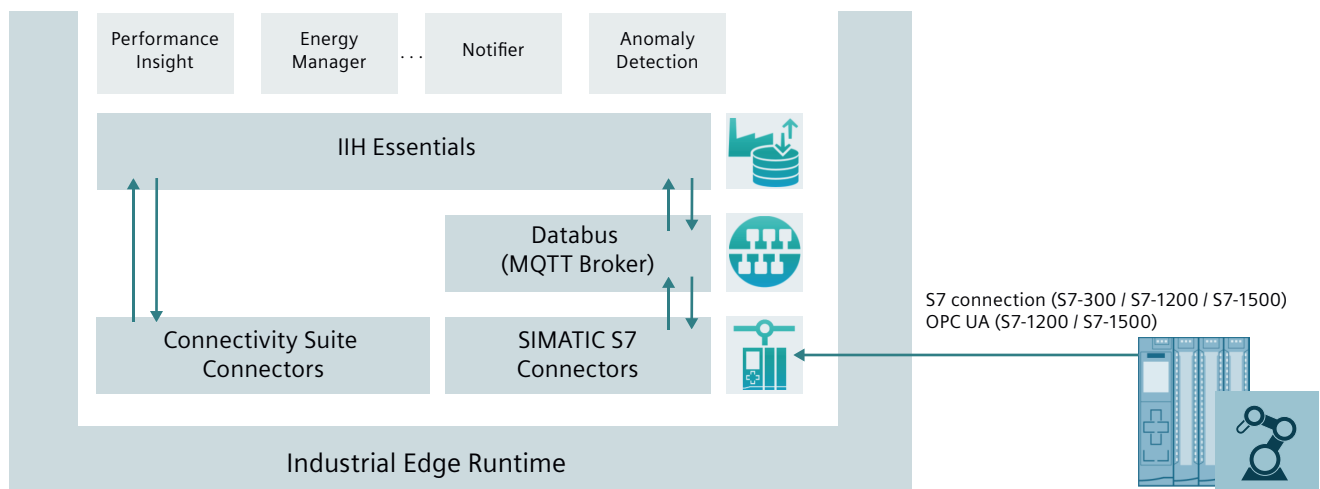 Performance
Insight
Energy
Manager
...
Notifier
Anomaly
Detection
IIH Essentials
Databus
(MQTT Broker)
S7 connection (S7-300 / S7-1200 / S7-1500)
OPC UA (S7-1200 / S7-1500)
Connectivity Suite
Connectors
SIMATIC S7
Connectors
Industrial Edge Runtime